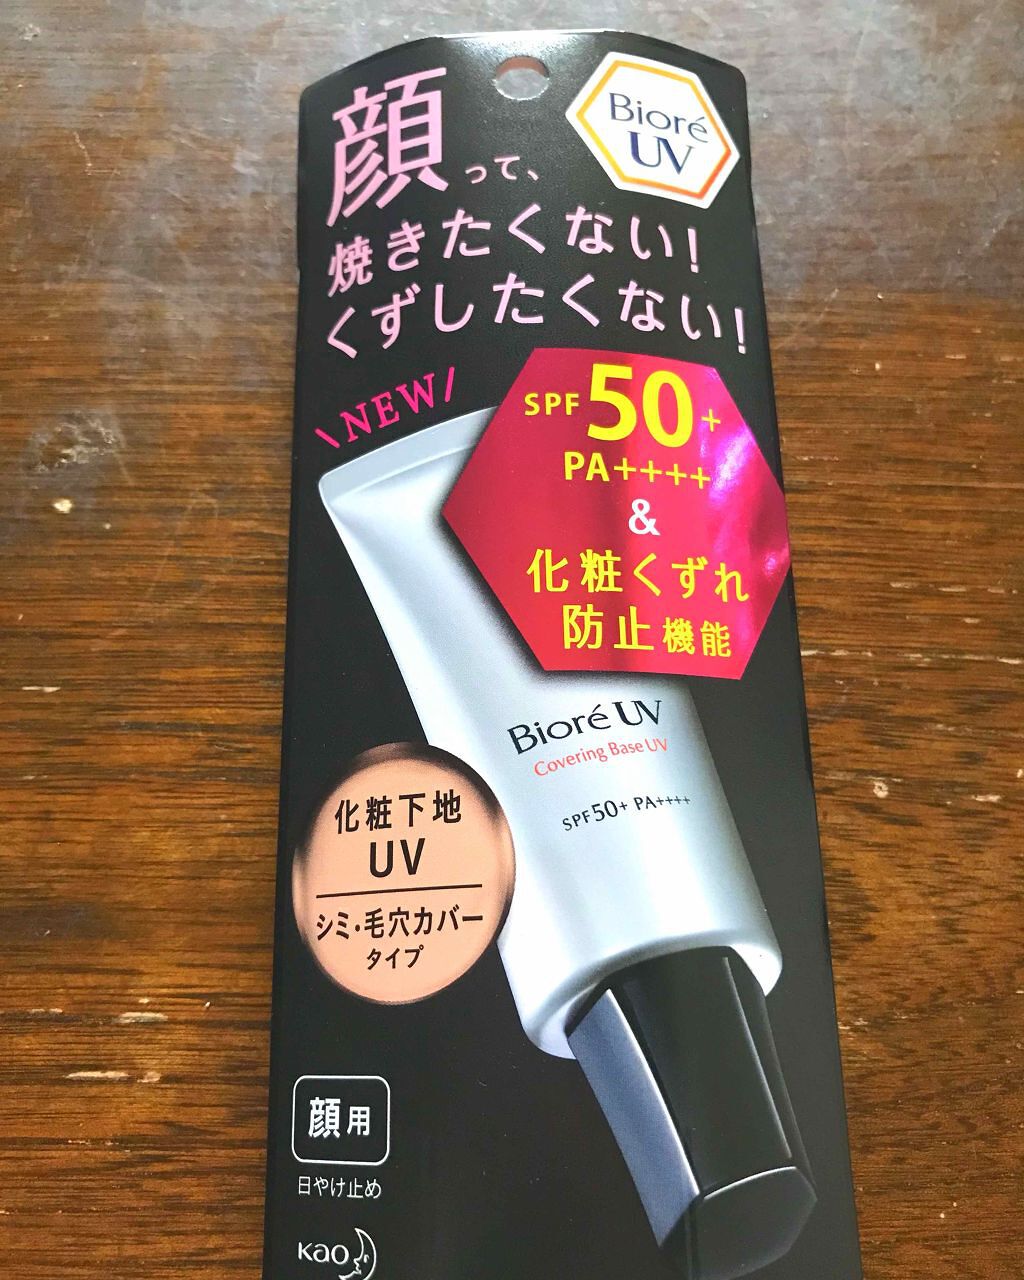 Bioré
UV
顔って、
焼きたくない！
くずしたくない！
\NEW/
SPF50+
PA++++
&
化粧くずれ
防止機能
Bioré UV
Covering Base UV
SPF50+ PA++++
化粧下地
UV
シミ・毛穴カバー
タイプ
顔用
日やけ止め
Kao